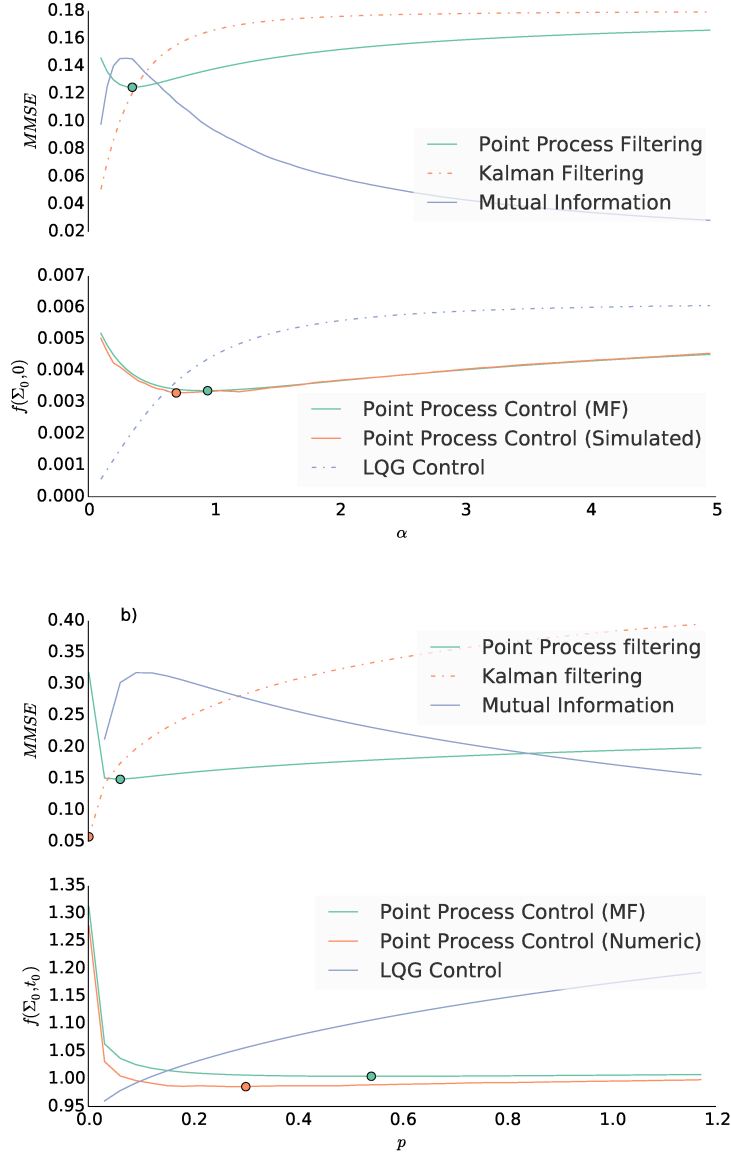 0.18
0.16
0.14
0.12
0.10
0.08
0.06
0.04
0.02
MMSE
Point Process Filtering
Kalman Filtering
Mutual Information
0.007
0.006
0.005
0.004
0.003
0.002
0.001
0.000
f(Σ₀,0)
Point Process Control (MF)
Point Process Control (Simulated)
LQG Control
0 1 2 3 4 5
α
b)
0.40
0.35
0.30
0.25
0.20
0.15
0.10
0.05
MMSE
Point Process filtering
Kalman filtering
Mutual Information
1.35
1.30
1.25
1.20
1.15
1.10
1.05
1.00
0.95
f(Σ₀,t₀)
Point Process Control (MF)
Point Process Control (Numeric)
LQG Control
0.0 0.2 0.4 0.6 0.8 1.0 1.2
p